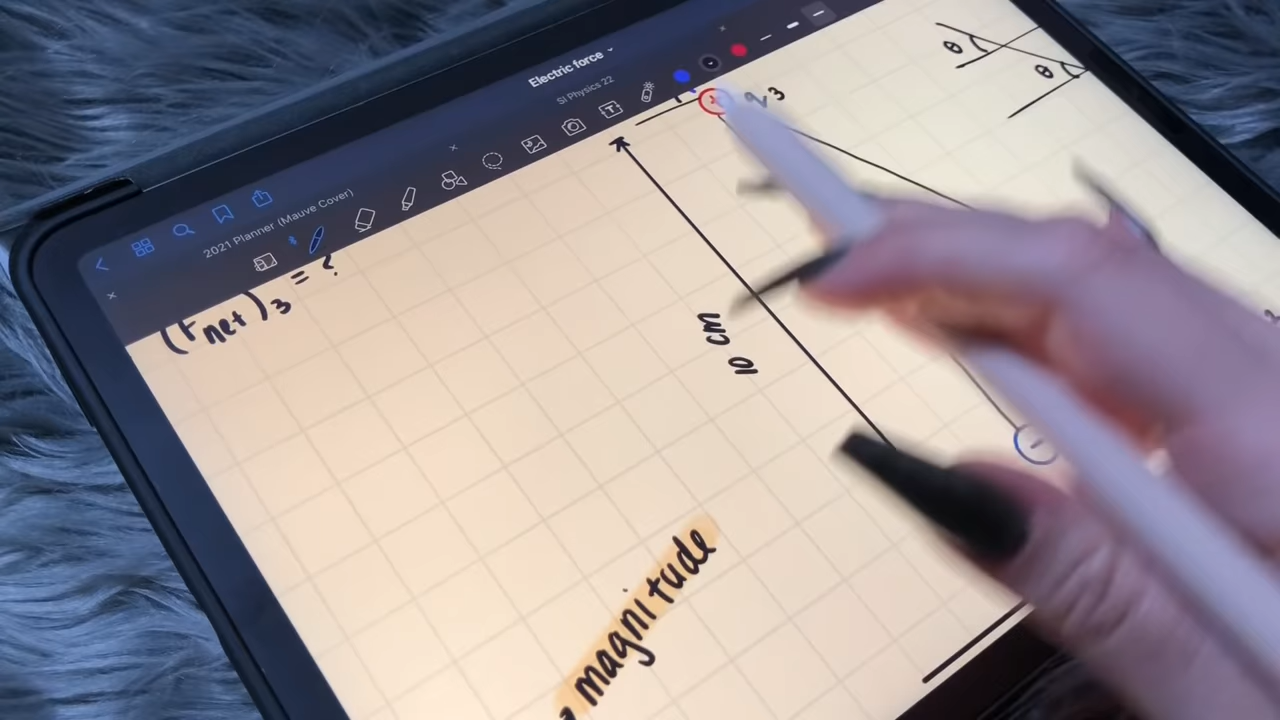 Electric force
SI Physics 22
2021 Planner (Mauve Cover)
(Fnet)3 = ?
q3
θ
θ
10 cm
magnitude